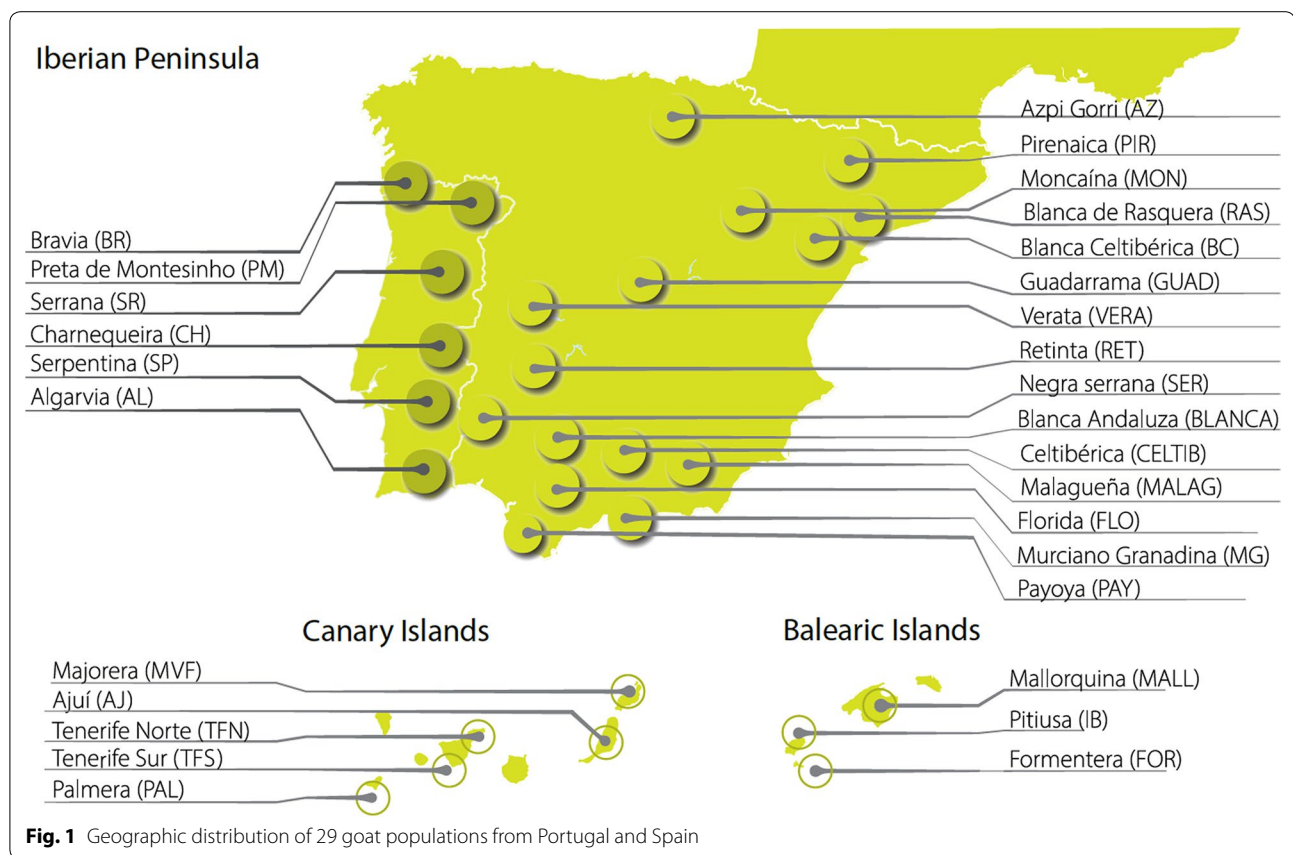 Iberian Peninsula
Bravia (BR)
Preta de Montesinho (PM)
Serrana (SR)
Charnequeira (CH)
Serpentina (SP)
Algarvia (AL)
Azpi Gorri (AZ)
Pirenaica (PIR)
Moncaína (MON)
Blanca de Rasquera (RAS)
Blanca Celtibérica (BC)
Guadarrama (GUAD)
Verata (VERA)
Retinta (RET)
Negra serrana (SER)
Blanca Andaluza (BLANCA)
Celtibérica (CELTIB)
Malagueña (MALAG)
Florida (FLO)
Murciano Granadina (MG)
Payoya (PAY)
Canary Islands
Majorera (MVF)
Ajuí (AJ)
Tenerife Norte (TFN)
Tenerife Sur (TFS)
Palmera (PAL)
Balearic Islands
Mallorquina (MALL)
Pitiusa (IB)
Formentera (FOR)
Fig. 1 Geographic distribution of 29 goat populations from Portugal and Spain